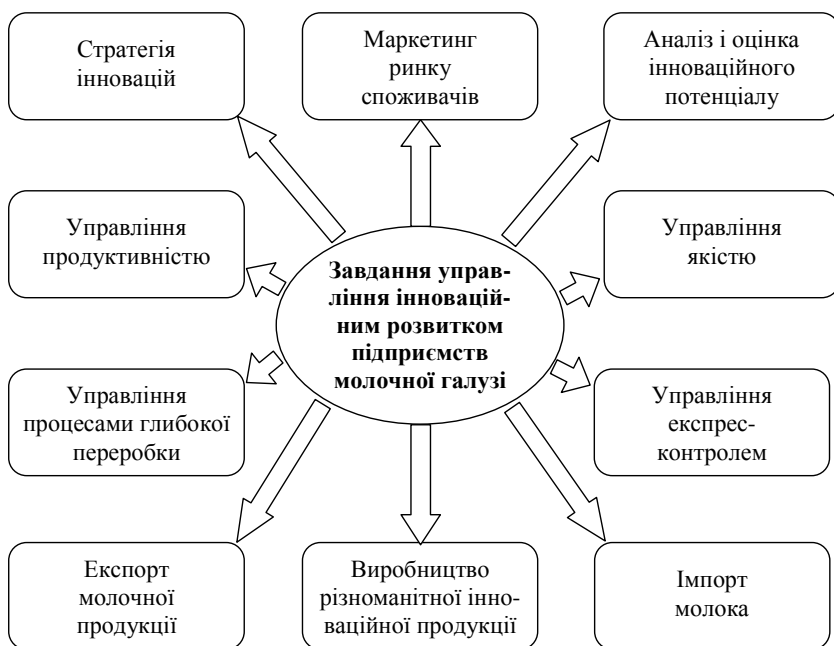 Стратегія
інновацій
Маркетинг
ринку
споживачів
Аналіз і оцінка
інноваційного
потенціалу
Управління
продуктивністю
Завдання управ-
ління інновацій-
ним розвитком
підприємств
молочної галузі
Управління
якістю
Управління
процесами глибокої
переробки
Управління
експрес-
контролем
Експорт
молочної
продукції
Виробництво
різноманітної інно-
ваційної продукції
Імпорт
молока